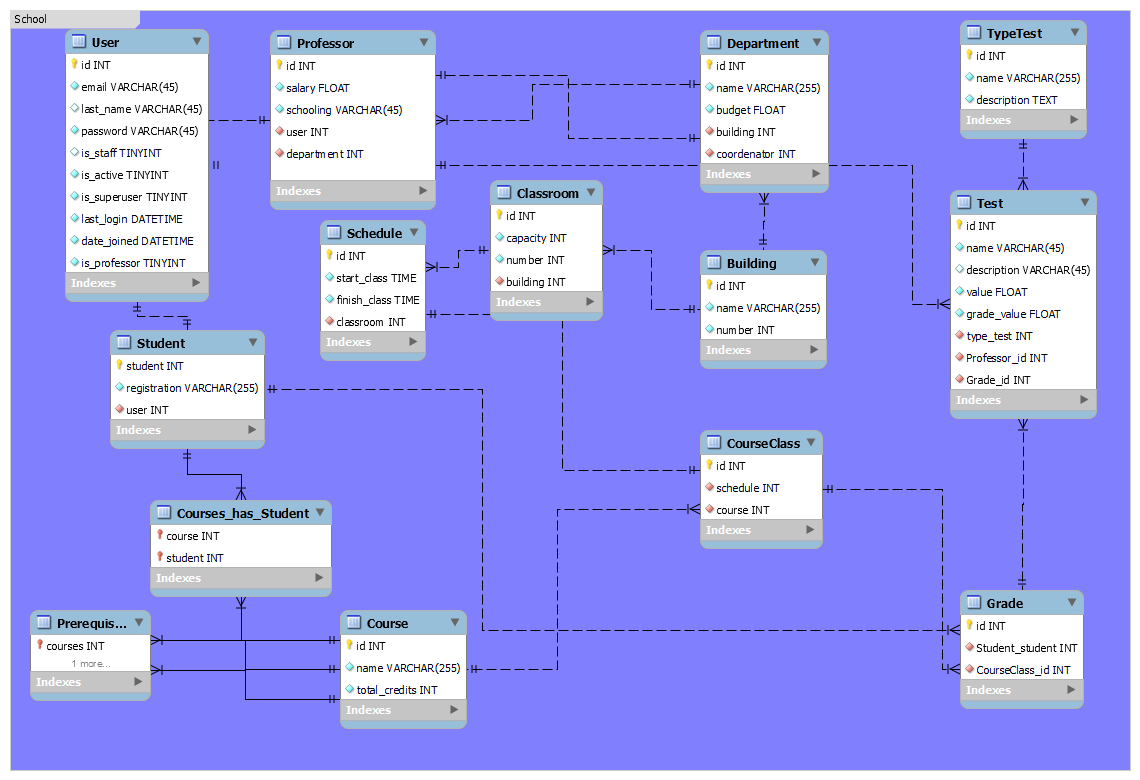 School
User
id INT
email VARCHAR(45)
last_name VARCHAR(45)
password VARCHAR(45)
is_staff TINYINT
is_active TINYINT
is_superuser TINYINT
last_login DATETIME
date_joined DATETIME
is_professor TINYINT
Indexes
Professor
id INT
salary FLOAT
schooling VARCHAR(45)
user INT
department INT
Indexes
Department
id INT
name VARCHAR(255)
budget FLOAT
building INT
coordenator INT
Indexes
TypeTest
id INT
name VARCHAR(255)
description TEXT
Indexes
Classroom
id INT
capacity INT
number INT
building INT
Indexes
Schedule
id INT
start_class TIME
finish_class TIME
classroom INT
Indexes
Building
id INT
name VARCHAR(255)
number INT
Indexes
Test
id INT
name VARCHAR(45)
description VARCHAR(45)
value FLOAT
grade_value FLOAT
type_test INT
Professor_id INT
Grade_id INT
Indexes
Student
student INT
registration VARCHAR(255)
user INT
Indexes
CourseClass
id INT
schedule INT
course INT
Indexes
Courses_has_Student
course INT
student INT
Indexes
Prerequis...
courses INT
1 more...
Indexes
Course
id INT
name VARCHAR(255)
total_credits INT
Indexes
Grade
id INT
Student_student INT
CourseClass_id INT
Indexes